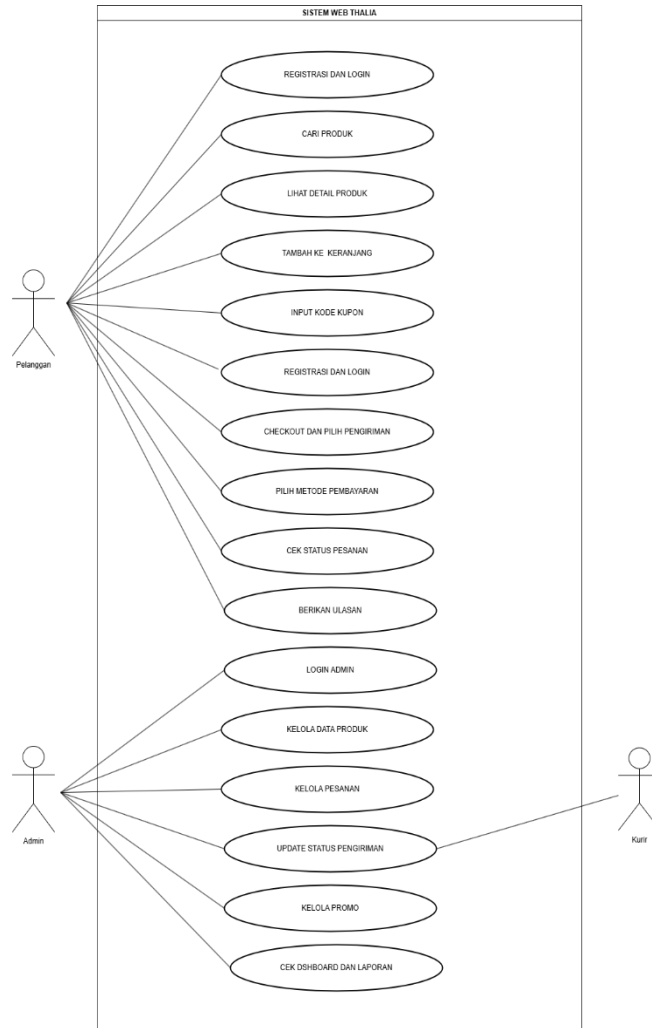 SISTEM WEB THALIA
REGISTRASI DAN LOGIN
CARI PRODUK
LIHAT DETAIL PRODUK
TAMBAH KE KERANJANG
INPUT KODE KUPON
Pelanggan
REGISTRASI DAN LOGIN
CHECKOUT DAN PILIH PENGIRIMAN
PILIH METODE PEMBAYARAN
CEK STATUS PESANAN
BERIKAN ULASAN
LOGIN ADMIN
KELOLA DATA PRODUK
KELOLA PESANAN
Admin
UPDATE STATUS PENGIRIMAN
Kurir
KELOLA PROMO
CEK DSHBOARD DAN LAPORAN